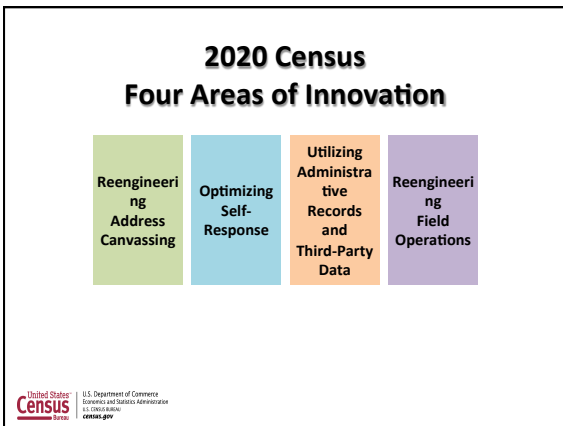 2020 Census
Four Areas of Innovation
Reengineeri
ng
Address
Canvassing
Optimizing
Self-
Response
Utilizing
Administra
tive
Records
and
Third-Party
Data
Reengineeri
ng
Field
Operations
United States
Census
Bureau
U.S. Department of Commerce
Economics and Statistics Administration
U.S. CENSUS BUREAU
census.gov